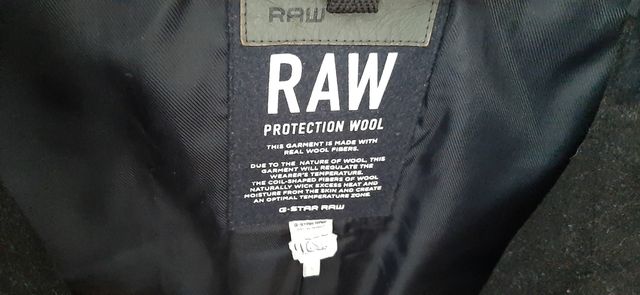 RAW
RAW
PROTECTION WOOL
THIS GARMENT IS MADE WITH
REAL WOOL FIBERS.
DUE TO THE NATURE OF WOOL, THIS
GARMENT WILL REGULATE THE
WEARER'S TEMPERATURE.
THE COIL-SHAPED FIBERS OF WOOL
NATURALLY WICK EXCESS HEAT AND
MOISTURE FROM THE SKIN AND CREATE
AN OPTIMAL TEMPERATURE ZONE.
G-STAR RAW